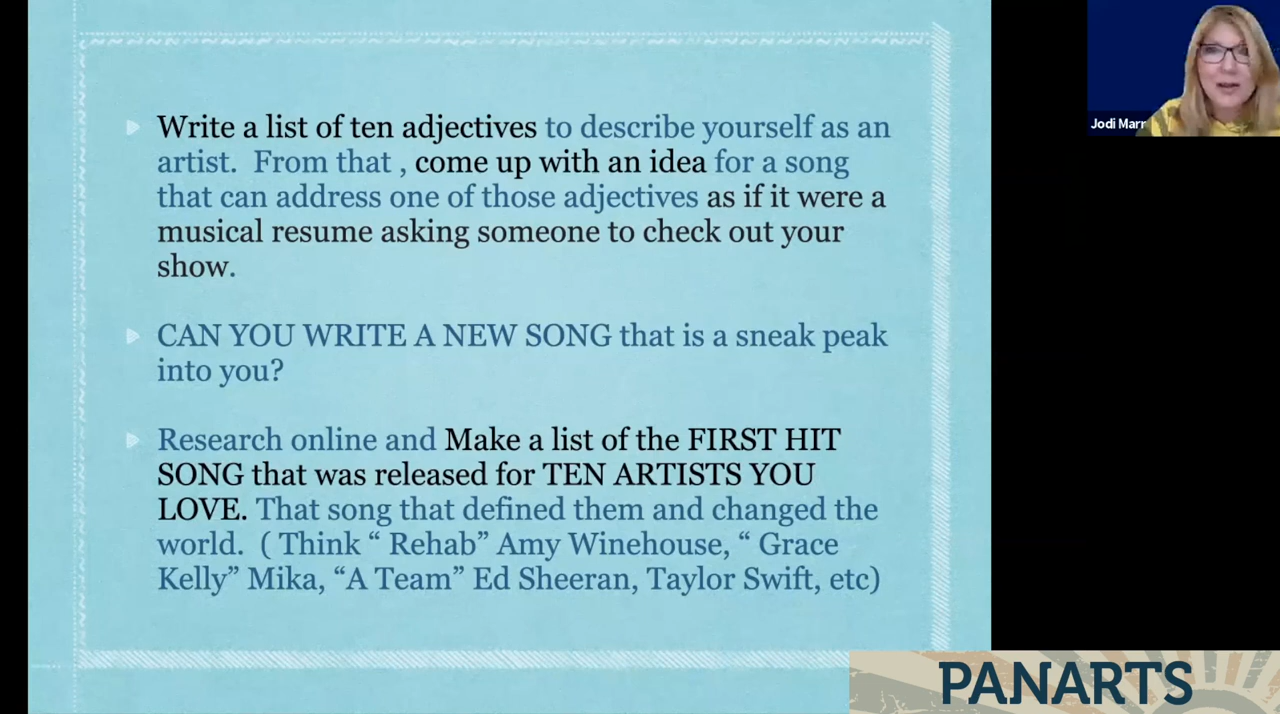 Write a list of ten adjectives to describe yourself as an
artist. From that , come up with an idea for a song
that can address one of those adjectives as if it were a
musical resume asking someone to check out your
show.
CAN YOU WRITE A NEW SONG that is a sneak peak
into you?
Research online and Make a list of the FIRST HIT
SONG that was released for TEN ARTISTS YOU
LOVE. That song that defined them and changed the
world. ( Think “ Rehab” Amy Winehouse, “ Grace
Kelly” Mika, “A Team” Ed Sheeran, Taylor Swift, etc)
Jodi Marr
PANARTS